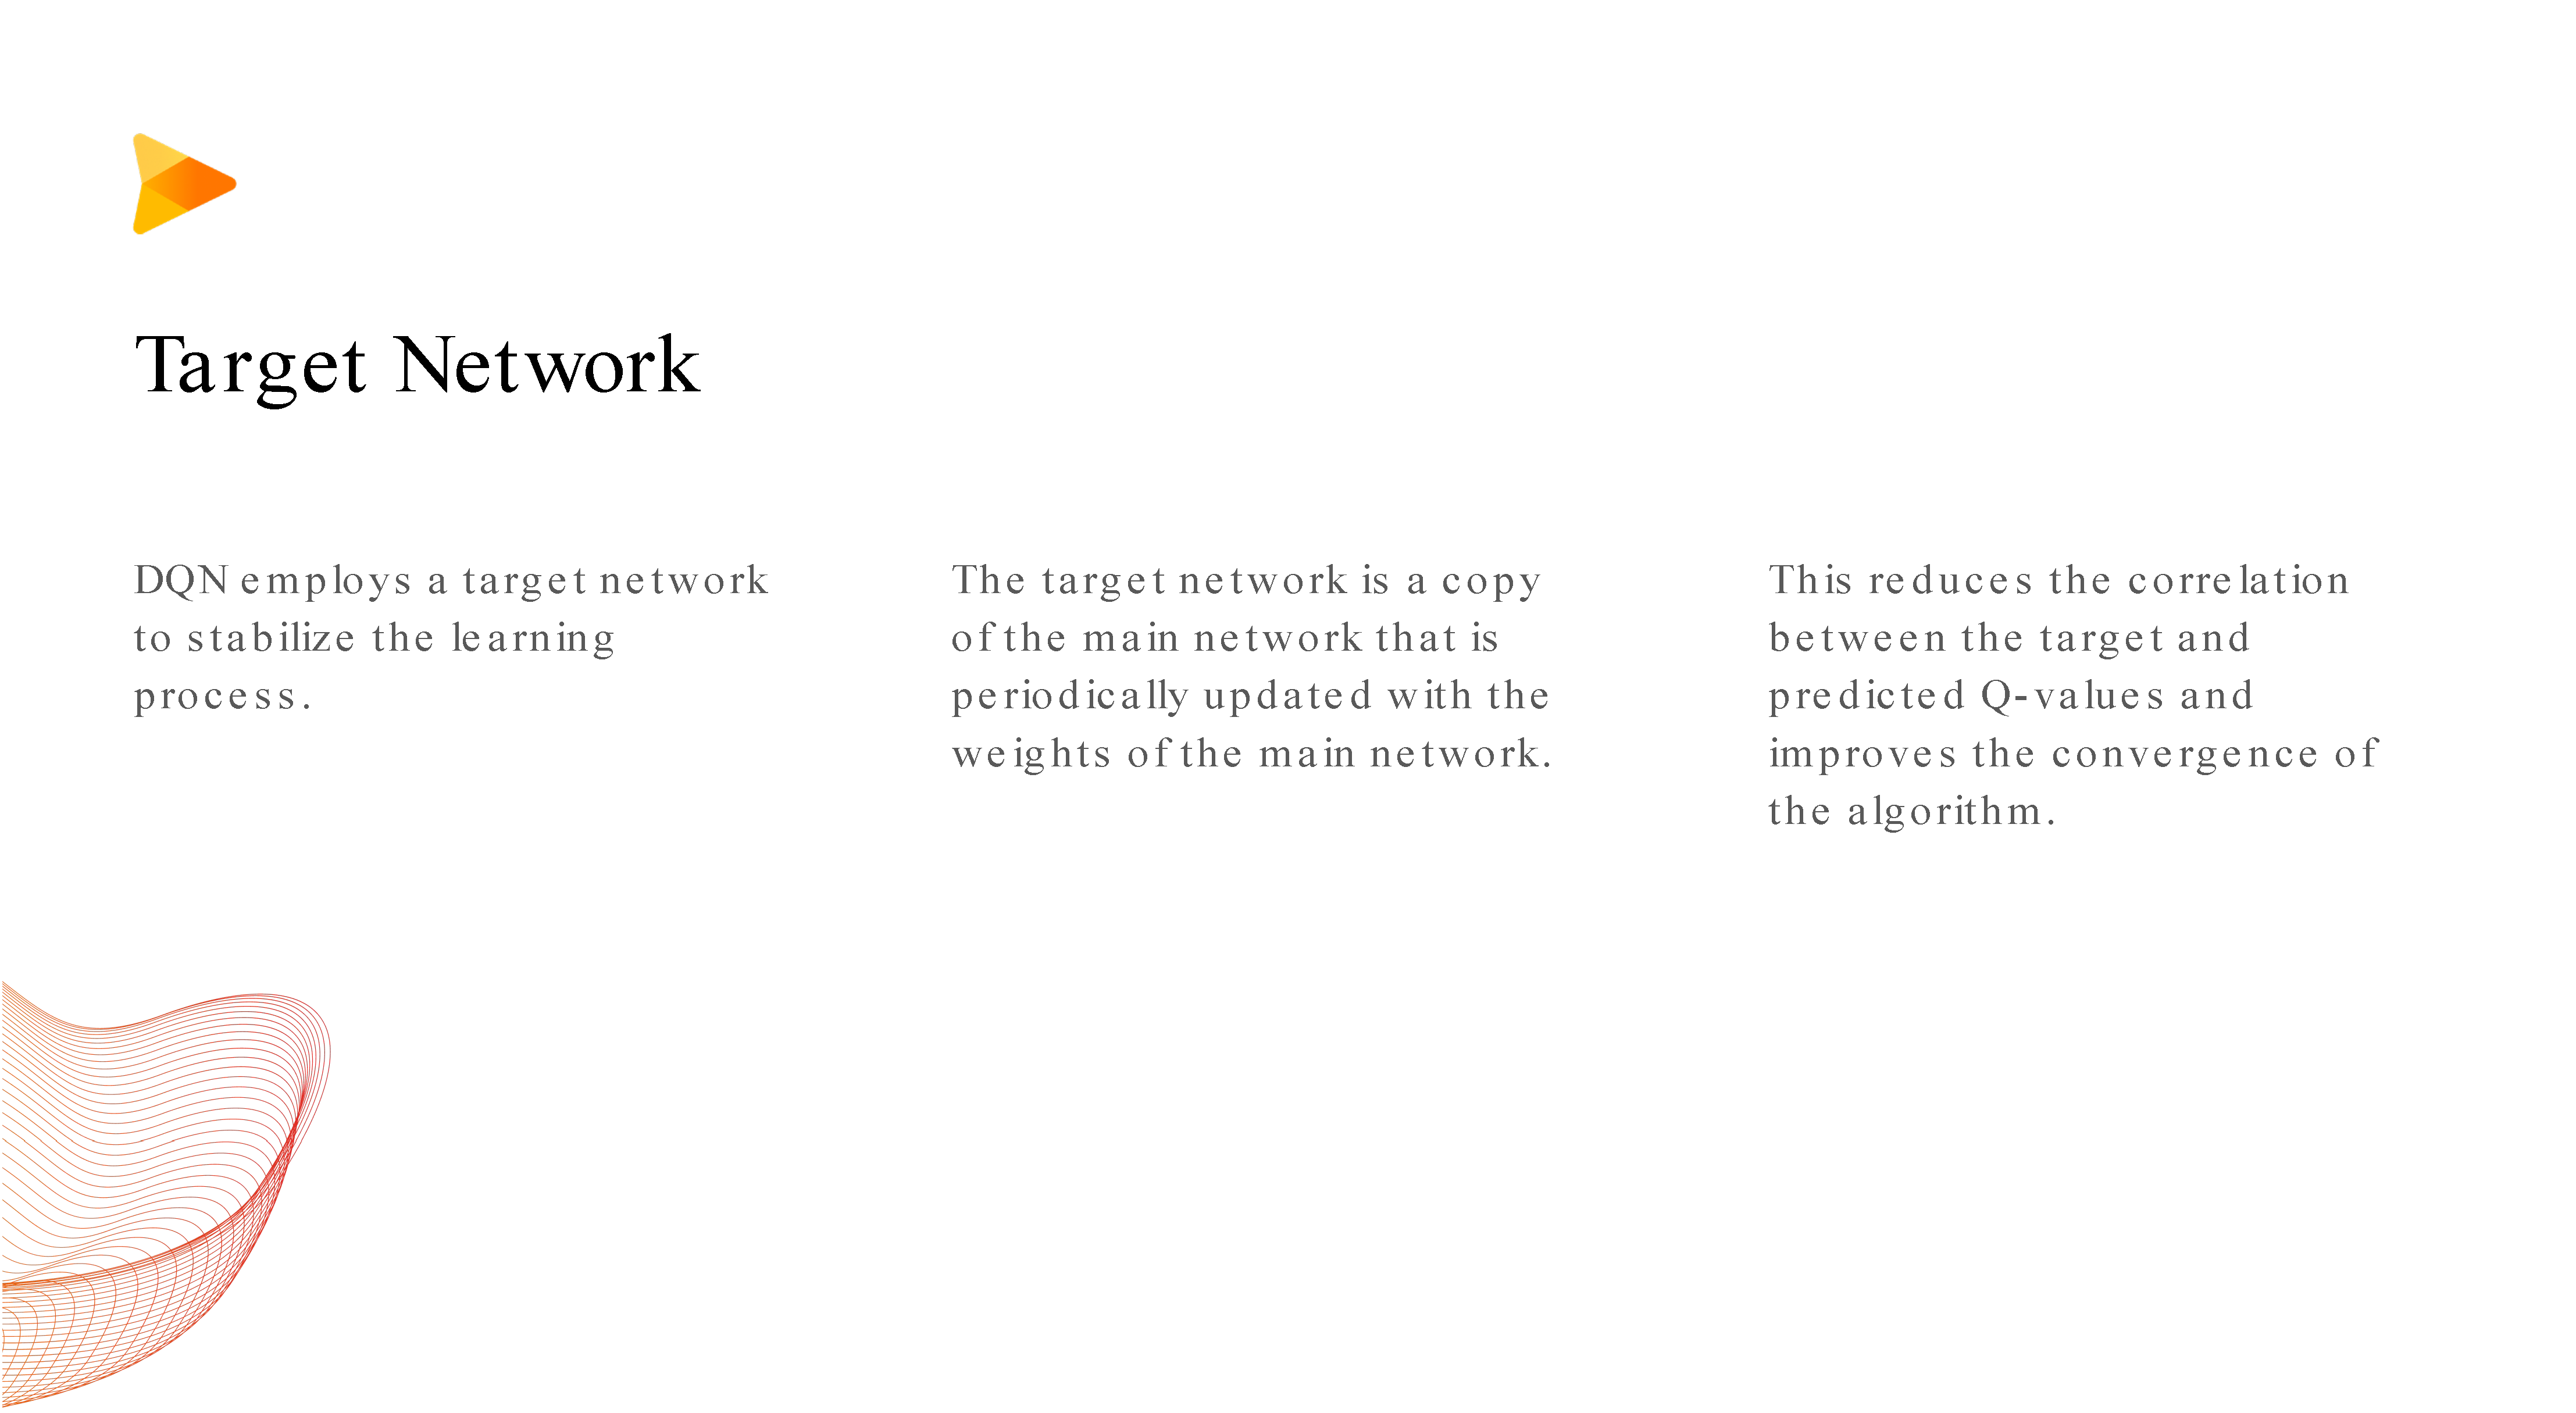 Target Network
DQN employs a target network
to stabilize the learning
process.
The target network is a copy
of the main network that is
periodically updated with the
weights of the main network.
This reduces the correlation
between the target and
predicted Q-values and
improves the convergence of
the algorithm.